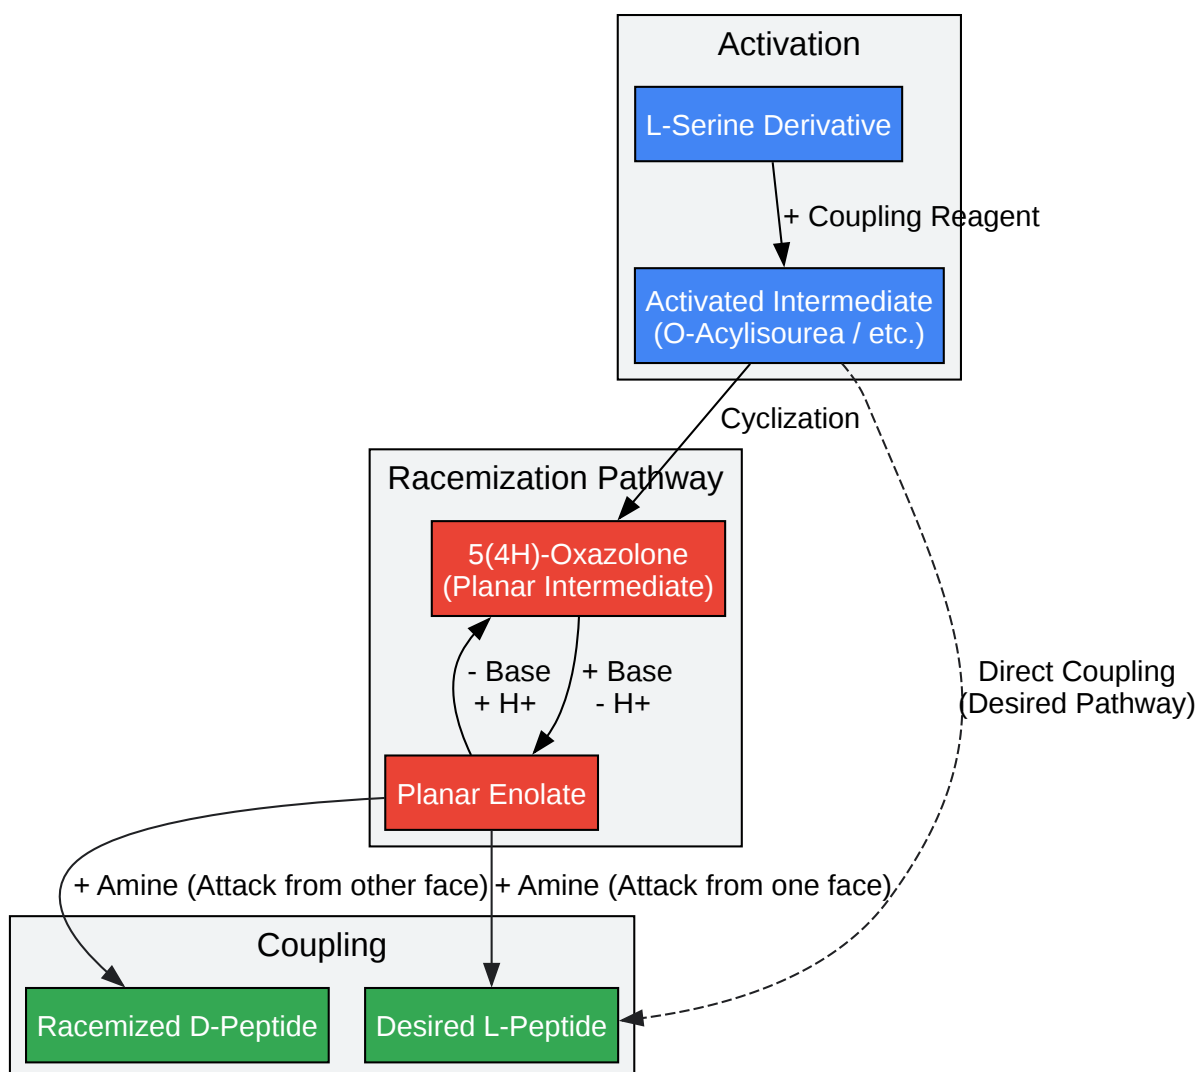 Activation
L-Serine Derivative
+ Coupling Reagent
Activated Intermediate
(O-Acylisourea / etc.)
Cyclization
Racemization Pathway
5(4H)-Oxazolone
(Planar Intermediate)
- Base
+ H+
+ Base
- H+
Direct Coupling
(Desired Pathway)
Planar Enolate
+ Amine (Attack from other face)
+ Amine (Attack from one face)
Coupling
Racemized D-Peptide
Desired L-Peptide